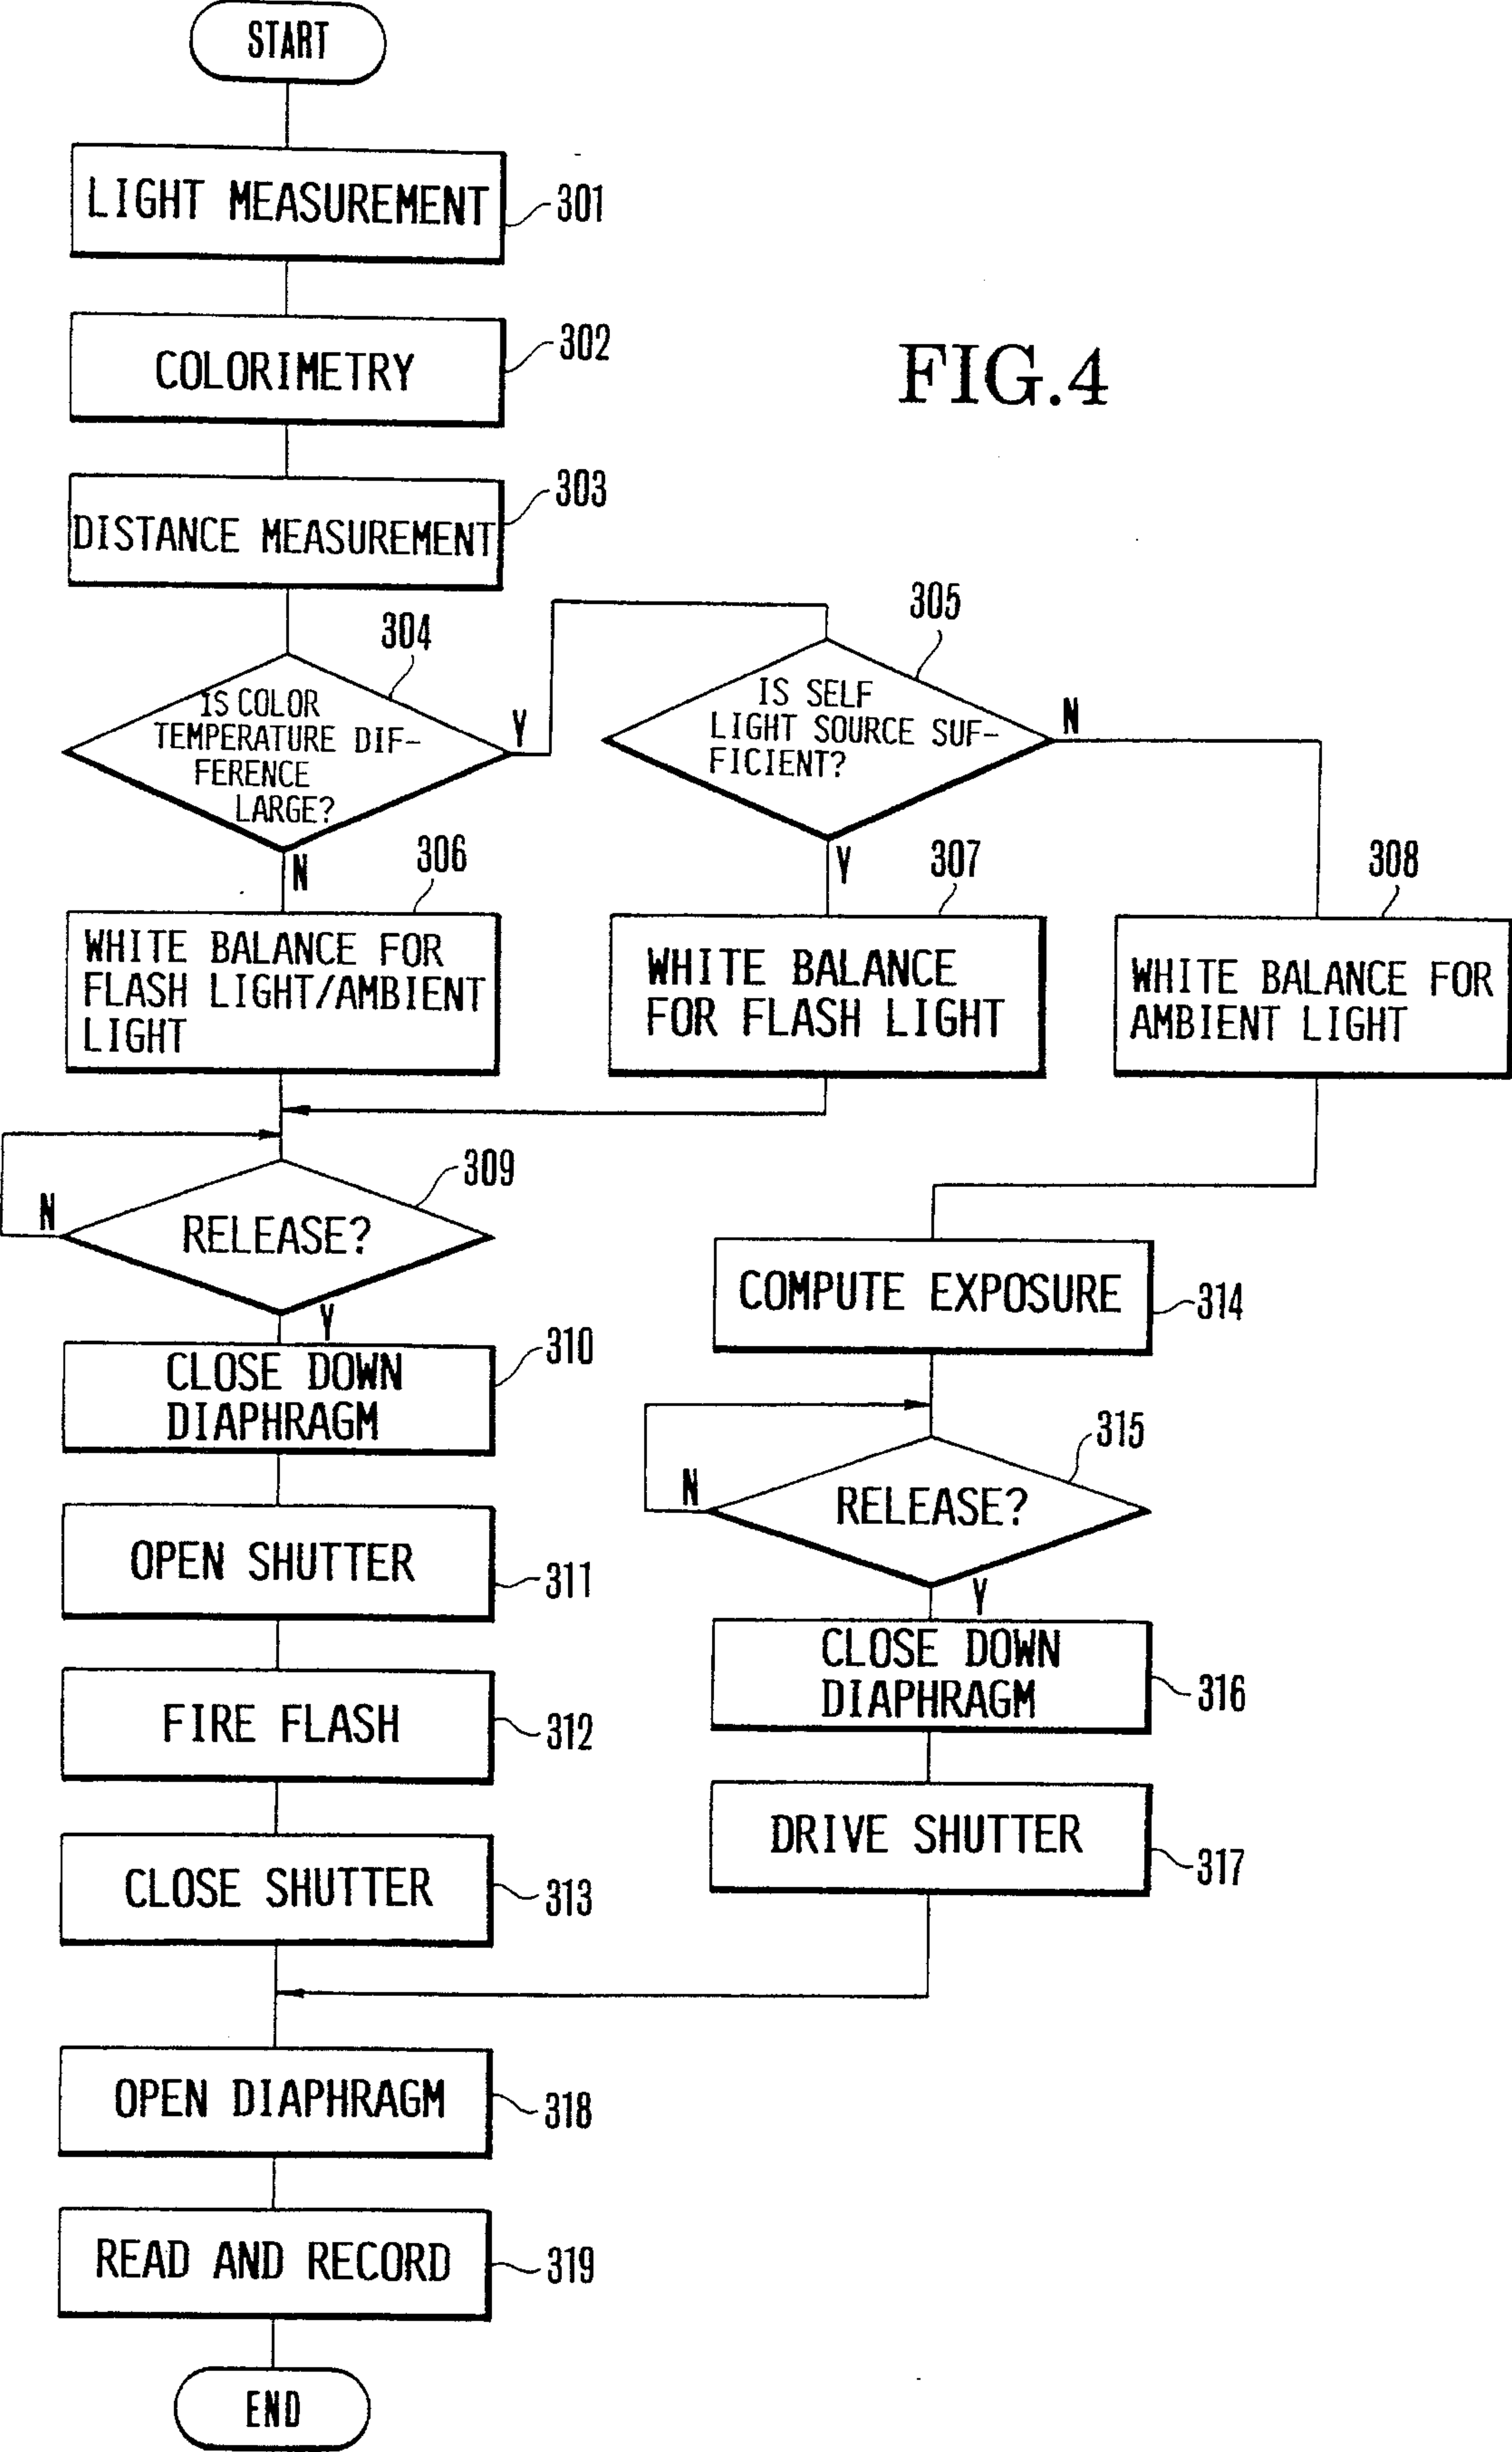 START
LIGHT MEASUREMENT
301
COLORIMETRY
302
FIG.4
DISTANCE MEASUREMENT
303
304
IS COLOR
TEMPERATURE DIF-
FERENCE
LARGE?
Y
N
305
IS SELF
LIGHT SOURCE SUF-
FICIENT?
N
Y
306
WHITE BALANCE FOR
FLASH LIGHT/AMBIENT
LIGHT
307
WHITE BALANCE
FOR FLASH LIGHT
308
WHITE BALANCE FOR
AMBIENT LIGHT
309
RELEASE?
N
Y
310
CLOSE DOWN
DIAPHRAGM
OPEN SHUTTER
311
FIRE FLASH
312
CLOSE SHUTTER
313
COMPUTE EXPOSURE
314
315
RELEASE?
N
Y
CLOSE DOWN
DIAPHRAGM
316
DRIVE SHUTTER
317
OPEN DIAPHRAGM
318
READ AND RECORD
319
END